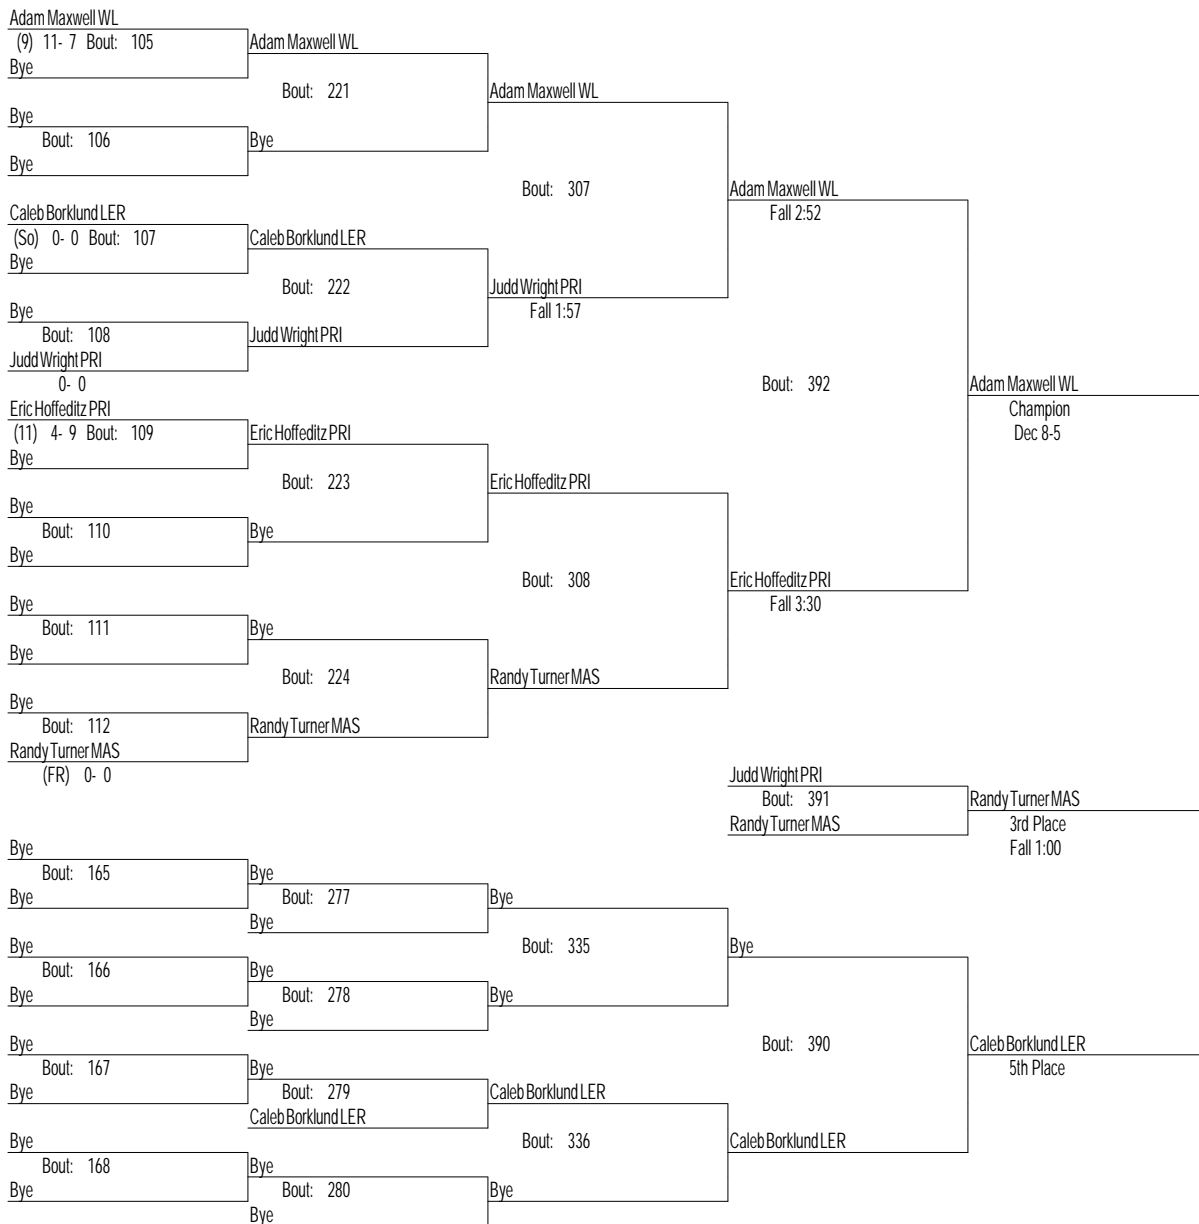 Adam Maxwell WL
(9) 11- 7 Bout: 105
Bye
Adam Maxwell WL
Bout: 221
Adam Maxwell WL
Bye
Bout: 106
Bye
Bye
Bout: 307
Adam Maxwell WL
Fall 2:52
Caleb Borklund LER
(So) 0- 0 Bout: 107
Bye
Caleb Borklund LER
Bout: 222
Judd Wright PRI
Fall 1:57
Bye
Bout: 108
Judd Wright PRI
Judd Wright PRI
0- 0
Bout: 392
Adam Maxwell WL
Champion
Dec 8-5
Eric Hoffeditz PRI
(11) 4- 9 Bout: 109
Bye
Eric Hoffeditz PRI
Bout: 223
Eric Hoffeditz PRI
Bye
Bout: 110
Bye
Bye
Bout: 308
Eric Hoffeditz PRI
Fall 3:30
Bye
Bout: 111
Bye
Bye
Bout: 224
Randy Turner MAS
Bye
Bout: 112
Randy Turner MAS
Randy Turner MAS
(FR) 0- 0
Judd Wright PRI
Bout: 391
Randy Turner MAS
Randy Turner MAS
3rd Place
Fall 1:00
Bye
Bout: 165
Bye
Bye
Bout: 277
Bye
Bye
Bye
Bout: 166
Bye
Bye
Bout: 278
Bye
Bye
Bout: 335
Bye
Bye
Bout: 167
Bye
Bye
Bout: 279
Caleb Borklund LER
Caleb Borklund LER
Bout: 390
Caleb Borklund LER
5th Place
Bout: 336
Caleb Borklund LER
Bye
Bout: 168
Bye
Bye
Bout: 280
Bye
Bye